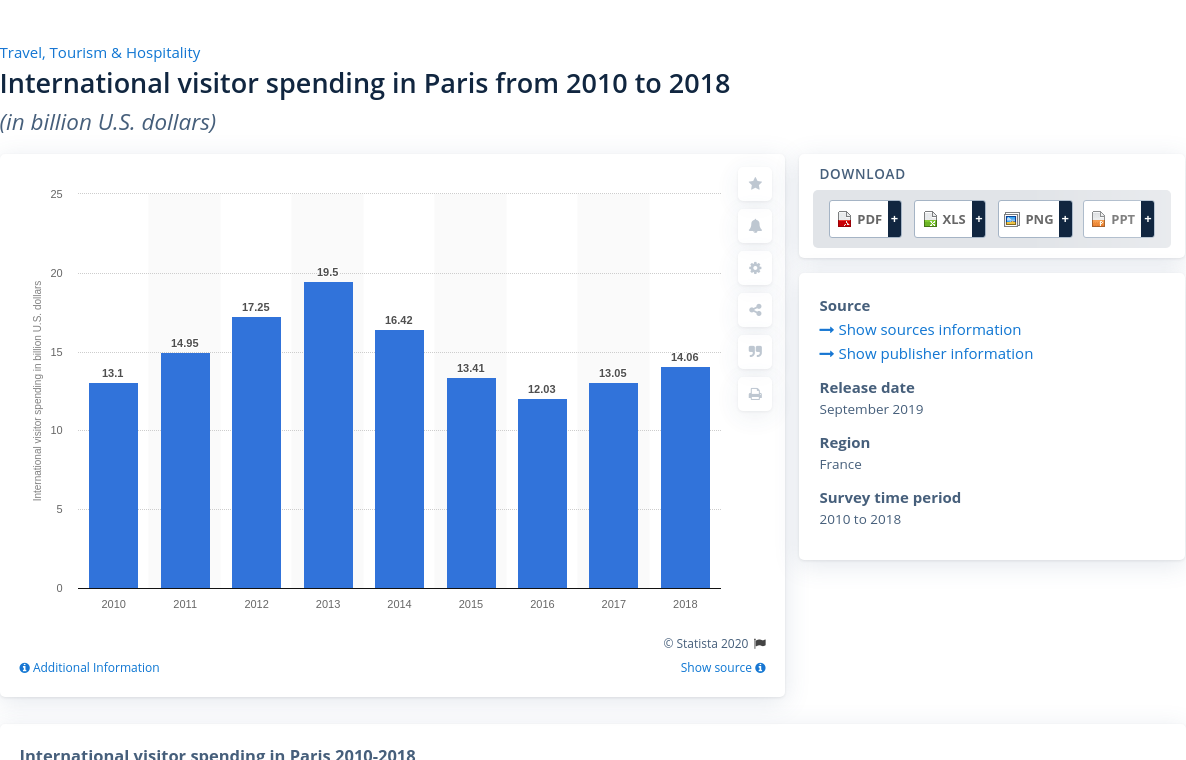 Travel, Tourism & Hospitality
International visitor spending in Paris from 2010 to 2018
(in billion U.S. dollars)
International visitor spending in billion U.S. dollars
25
20
15
10
5
0
13.1
14.95
17.25
19.5
16.42
13.41
12.03
13.05
14.06
2010
2011
2012
2013
2014
2015
2016
2017
2018
© Statista 2020
Additional Information
Show source
DOWNLOAD
PDF +
XLS +
PNG +
PPT +
Source
Show sources information
Show publisher information
Release date
September 2019
Region
France
Survey time period
2010 to 2018
International visitor spending in Paris 2010-2018